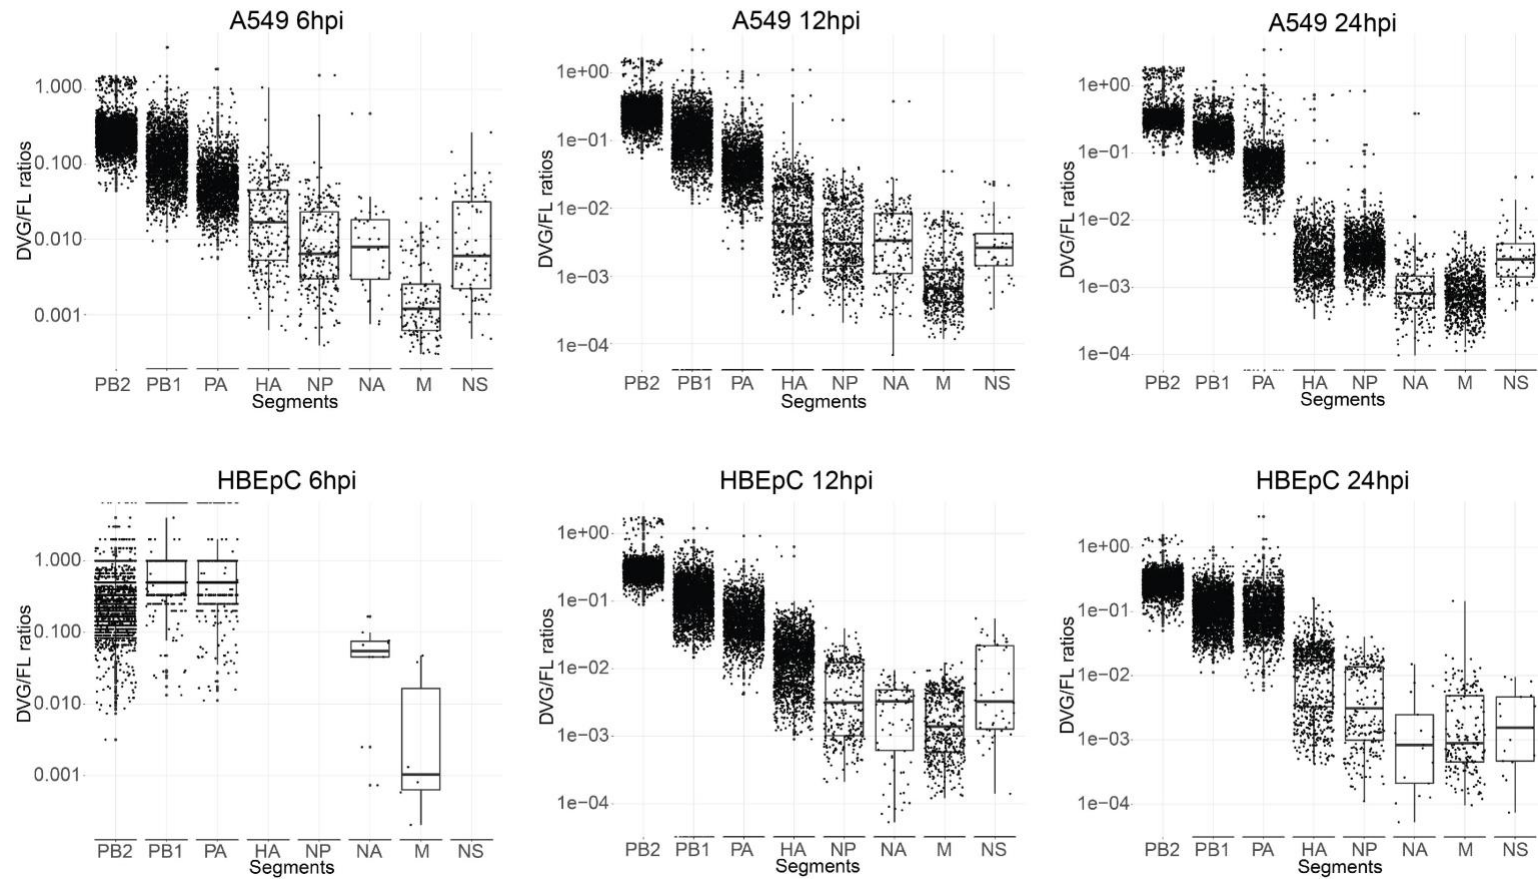 A549 6hpi
DVG/FL ratios
1.000
0.100
0.010
0.001
PB2 PB1 PA HA NP NA M NS
Segments
A549 12hpi
DVG/FL ratios
1e+00
1e−01
1e−02
1e−03
1e−04
PB2 PB1 PA HA NP NA M NS
Segments
A549 24hpi
DVG/FL ratios
1e+00
1e−01
1e−02
1e−03
1e−04
PB2 PB1 PA HA NP NA M NS
Segments
HBEpC 6hpi
DVG/FL ratios
1.000
0.100
0.010
0.001
PB2 PB1 PA HA NP NA M NS
Segments
HBEpC 12hpi
DVG/FL ratios
1e+00
1e−01
1e−02
1e−03
1e−04
PB2 PB1 PA HA NP NA M NS
Segments
HBEpC 24hpi
DVG/FL ratios
1e+00
1e−01
1e−02
1e−03
1e−04
PB2 PB1 PA HA NP NA M NS
Segments